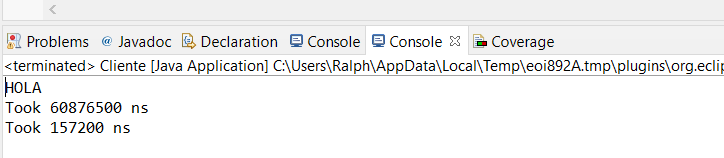 Problems @ Javadoc Declaration Console Console Coverage
<terminated> Cliente [Java Application] C:\Users\Ralph\AppData\Local\Temp\eoi892A.tmp\plugins\org.eclip
HOLA
Took 60876500 ns
Took 157200 ns